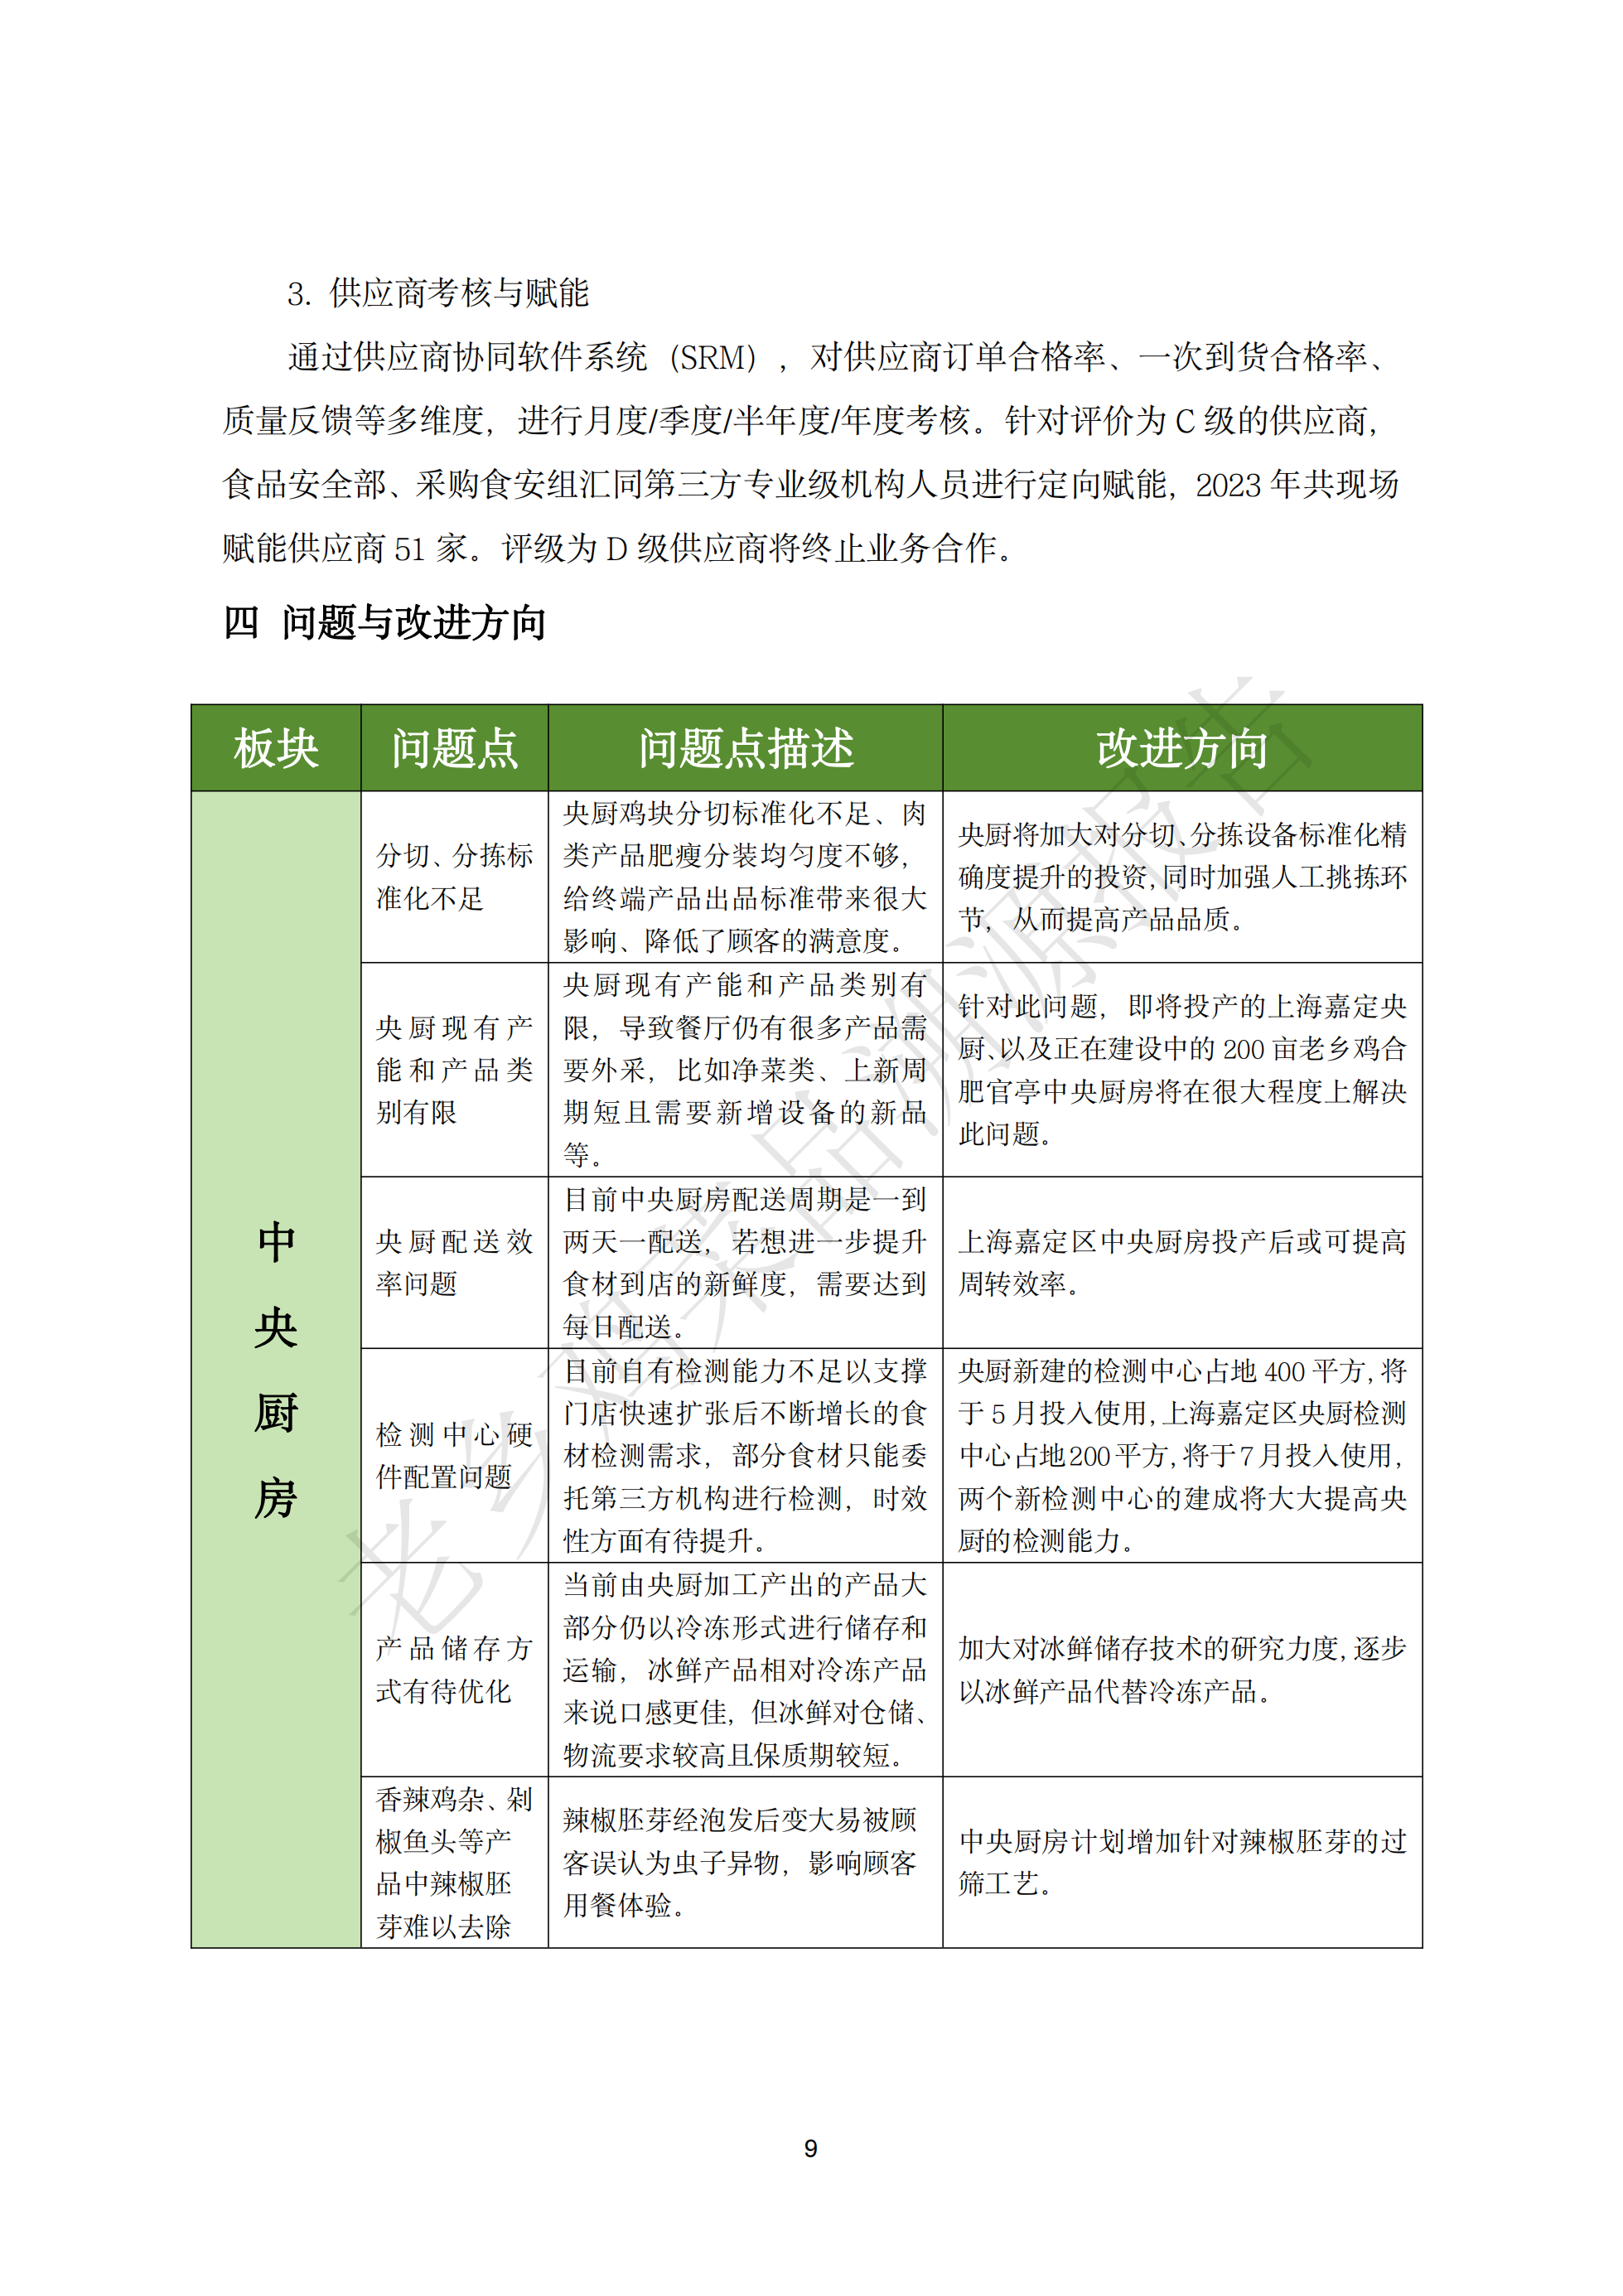 3. 供应商考核与赋能
通过供应商协同软件系统（SRM），对供应商订单合格率、一次到货合格率、
质量反馈等多维度，进行月度/季度/半年度/年度考核。针对评价为 C 级的供应商，
食品安全部、采购食安组汇同第三方专业级机构人员进行定向赋能，2023 年共现场
赋能供应商 51 家。评级为 D 级供应商将终止业务合作。
四 问题与改进方向
板块
问题点
问题点描述
改进方向
中
央
厨
房
分切、分拣标
准化不足
央厨鸡块分切标准化不足、肉
类产品肥瘦分装均匀度不够，
给终端产品出品标准带来很大
影响、降低了顾客的满意度。
央厨将加大对分切、分拣设备标准化精
确度提升的投资，同时加强人工挑拣环
节，从而提高产品品质。
央厨现有产
能和产品类
别有限
央厨现有产能和产品类别有
限，导致餐厅仍有很多产品需
要外采，比如净菜类、上新周
期短且需要新增设备的新品
等。
针对此问题，即将投产的上海嘉定央
厨、以及正在建设中的 200 亩老乡鸡合
肥官亭中央厨房将在很大程度上解决
此问题。
央厨配送效
率问题
目前中央厨房配送周期是一到
两天一配送，若想进一步提升
食材到店的新鲜度，需要达到
每日配送。
上海嘉定区中央厨房投产后或可提高
周转效率。
检测中心硬
件配置问题
目前自有检测能力不足以支撑
门店快速扩张后不断增长的食
材检测需求，部分食材只能委
托第三方机构进行检测，时效
性方面有待提升。
央厨新建的检测中心占地 400 平方，将
于 5 月投入使用，上海嘉定区央厨检测
中心占地 200 平方，将于 7 月投入使用，
两个新检测中心的建成将大大提高央
厨的检测能力。
产品储存方
式有待优化
当前由央厨加工产出的产品大
部分仍以冷冻形式进行储存和
运输，冰鲜产品相对冷冻产品
来说口感更佳，但冰鲜对仓储、
物流要求较高且保质期较短。
加大对冰鲜储存技术的研究力度，逐步
以冰鲜产品代替冷冻产品。
香辣鸡杂、剁
椒鱼头等产
品中辣椒胚
芽难以去除
辣椒胚芽经泡发后变大易被顾
客误认为虫子异物，影响顾客
用餐体验。
中央厨房计划增加针对辣椒胚芽的过
筛工艺。
老乡鸡菜品溯源报告
9